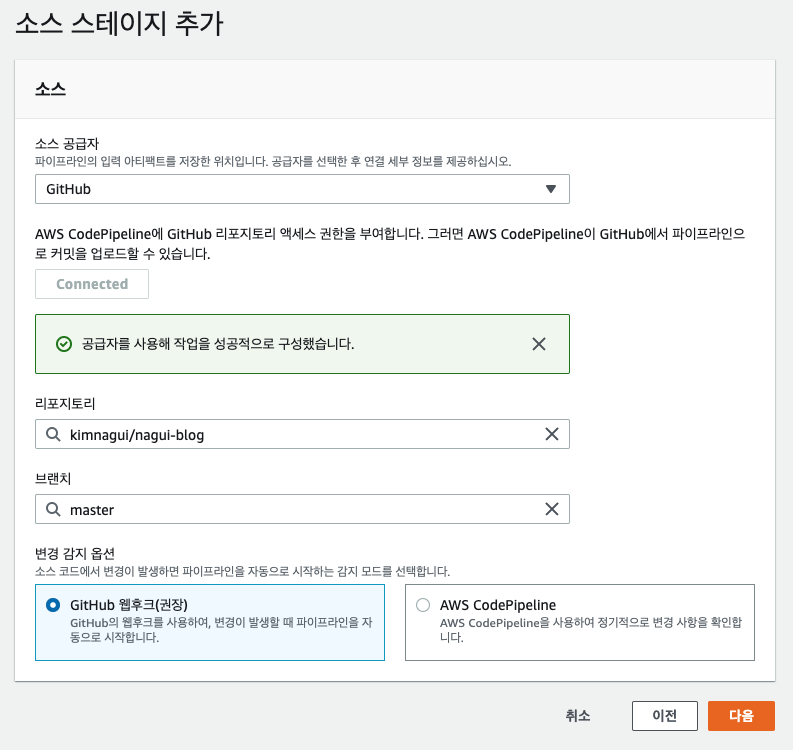 소스 스테이지 추가
소스
소스 공급자
파이프라인의 입력 아티팩트를 저장한 위치입니다. 공급자를 선택한 후 연결 세부 정보를 제공하십시오.
GitHub
AWS CodePipeline에 GitHub 리포지토리 액세스 권한을 부여합니다. 그러면 AWS CodePipeline이 GitHub에서 파이프라인으
로 커밋을 업로드할 수 있습니다.
Connected
공급자를 사용해 작업을 성공적으로 구성했습니다.
리포지토리
kimnagui/nagui-blog
브랜치
master
변경 감지 옵션
소스 코드에서 변경이 발생하면 파이프라인을 자동으로 시작하는 감지 모드를 선택합니다.
GitHub 웹후크(권장)
GitHub의 웹후크를 사용하여, 변경이 발생할 때 파이프라인을 자
동으로 시작합니다.
AWS CodePipeline
AWS CodePipeline을 사용하여 정기적으로 변경 사항을 확인합
니다.
취소
이전
다음